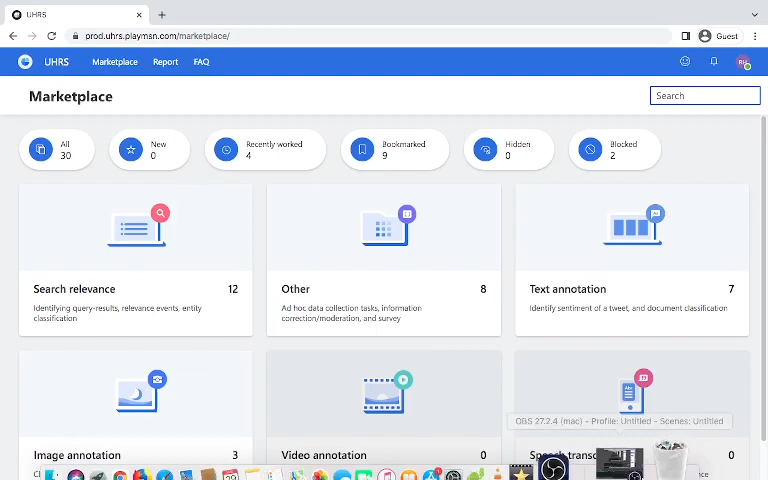 UHRS
prod.uhrs.playmsn.com/marketplace/
Guest
UHRS
Marketplace
Report
FAQ
RH
Marketplace
Search
All
30
New
0
Recently worked
4
Bookmarked
9
Hidden
0
Blocked
2
Search relevance 12
Identifying query-results, relevance events, entity
classification
Other 8
Ad hoc data collection tasks, information
correction/moderation, and survey
Text annotation 7
Identify sentiment of a tweet, and document classification
OBS 27.2.4 (mac) - Profile: Untitled - Scenes: Untitled
Image annotation 3
Video annotation 0
Speech 0